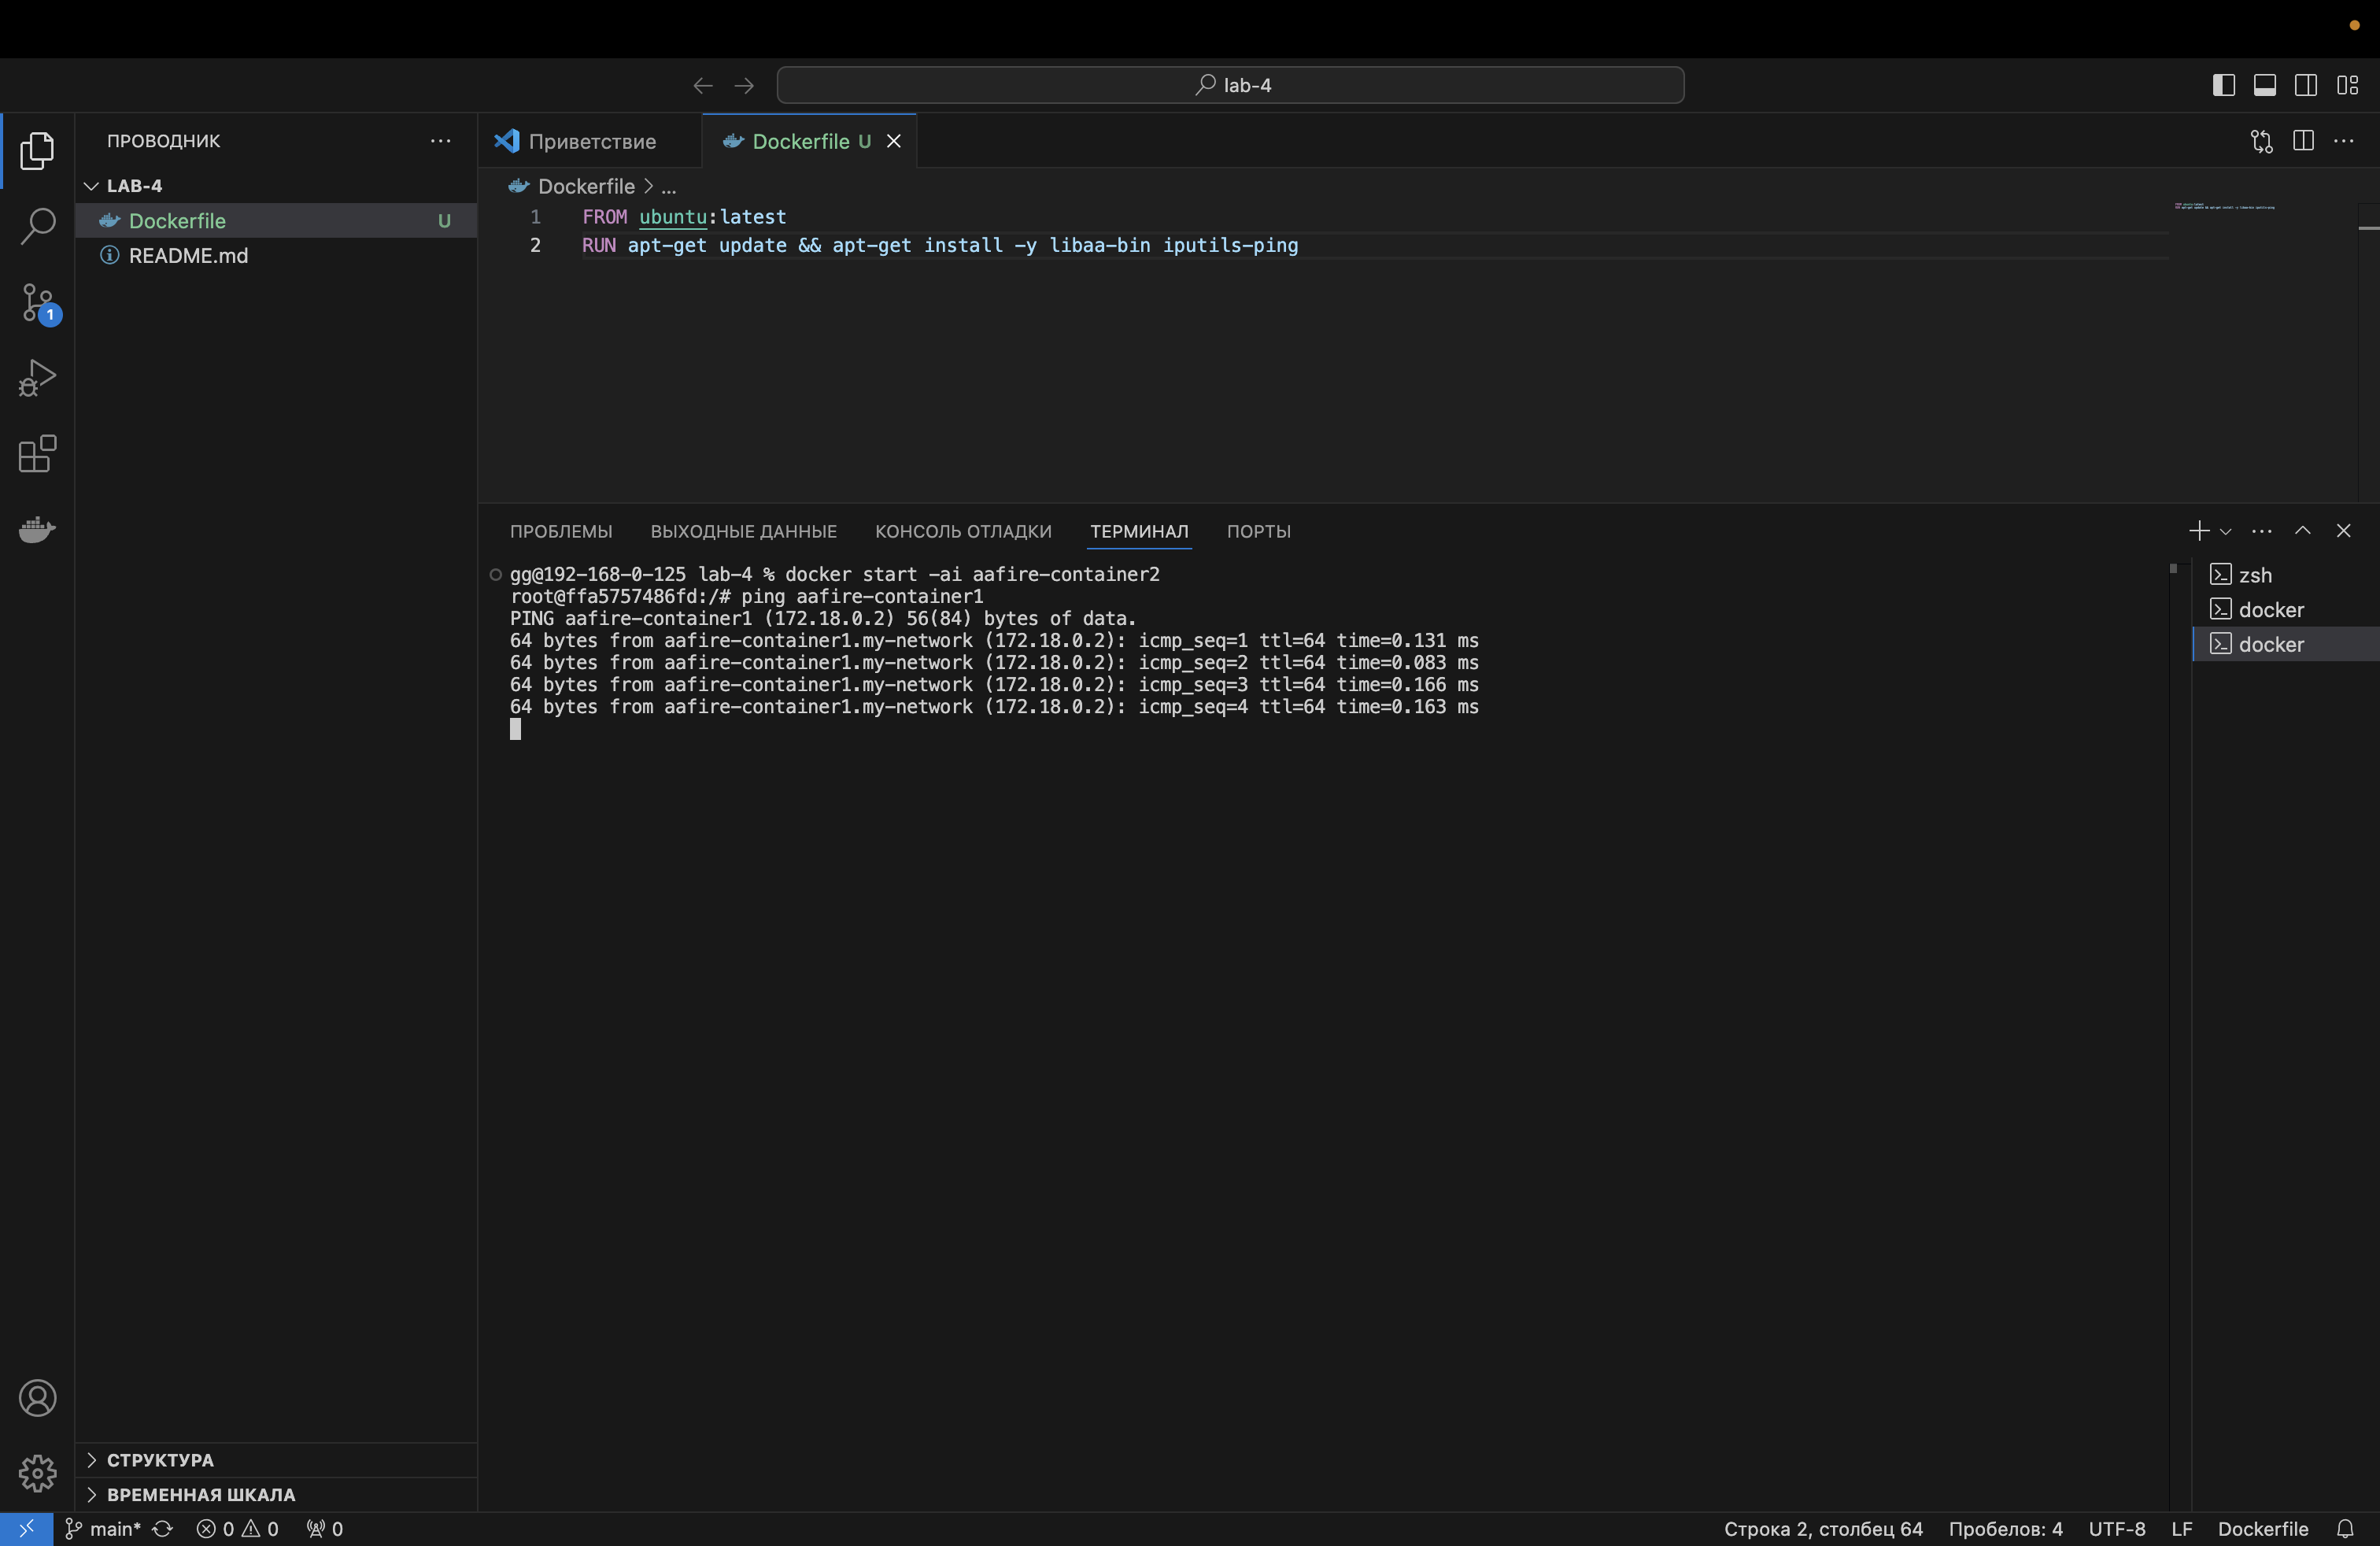 lab-4
ПРОВОДНИК
Приветствие
Dockerfile U
LAB-4
Dockerfile U
README.md
Dockerfile > ...
1 FROM ubuntu:latest
2 RUN apt-get update && apt-get install -y libaa-bin iputils-ping
1
ПРОБЛЕМЫ ВЫХОДНЫЕ ДАННЫЕ КОНСОЛЬ ОТЛАДКИ ТЕРМИНАЛ ПОРТЫ
gg@192-168-0-125 lab-4 % docker start -ai aafire-container2
root@ffa5757486fd:/# ping aafire-container1
PING aafire-container1 (172.18.0.2) 56(84) bytes of data.
64 bytes from aafire-container1.my-network (172.18.0.2): icmp_seq=1 ttl=64 time=0.131 ms
64 bytes from aafire-container1.my-network (172.18.0.2): icmp_seq=2 ttl=64 time=0.083 ms
64 bytes from aafire-container1.my-network (172.18.0.2): icmp_seq=3 ttl=64 time=0.166 ms
64 bytes from aafire-container1.my-network (172.18.0.2): icmp_seq=4 ttl=64 time=0.163 ms
zsh
docker
docker
СТРУКТУРА
ВРЕМЕННАЯ ШКАЛА
main* 0 0 0
Строка 2, столбец 64 Пробелов: 4 UTF-8 LF Dockerfile